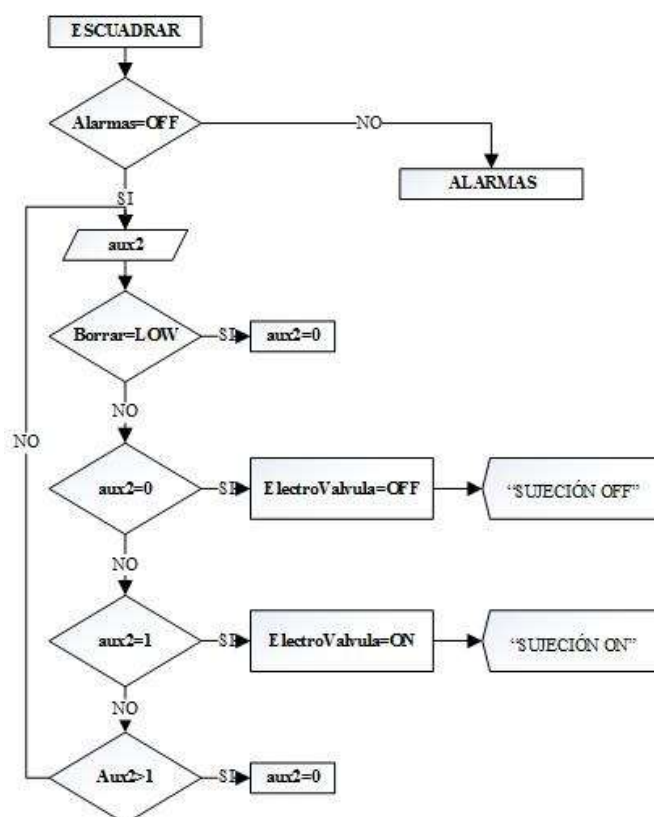 ESCUADRAR
Alarmas=OFF
NO
ALARMAS
SI
aux2
Borrar=LOW
SI
aux2=0
NO
NO
aux2=0
SI
ElectroValvula=OFF
“SUJECIÓN OFF”
NO
aux2=1
SI
ElectroValvula=ON
“SUJECIÓN ON”
NO
Aux2>1
SI
aux2=0